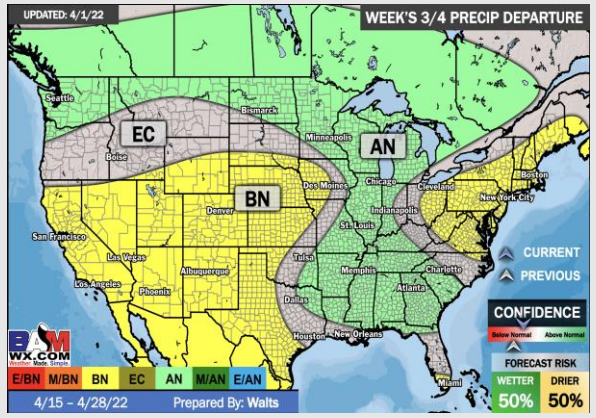 UPDATED: 4/1/22
WEEK'S 3/4 PRECIP DEPARTURE
Seattle
Bismarck
EC
Minneapolis
AN
Boise
Boston
Des Moines
Chicago
Cleveland
New York City
BN
Denver
Indianapolis
San Francisco
St. Louis
Las Vegas
Tulsa
CURRENT
Albuquerque
Memphis
Charlotte
PREVIOUS
Los Angeles
Phoenix
Atlanta
Dallas
CONFIDENCE
Houston
New Orleans
Below Normal
Above Normal
BAM
WX.COM
Weather. Made. Simple.
FORECAST RISK
E/BN
M/BN
BN
EC
AN
M/AN
E/AN
Miami
WETTER
DRIER
50%
50%
4/15 – 4/28/22
Prepared By: Walts